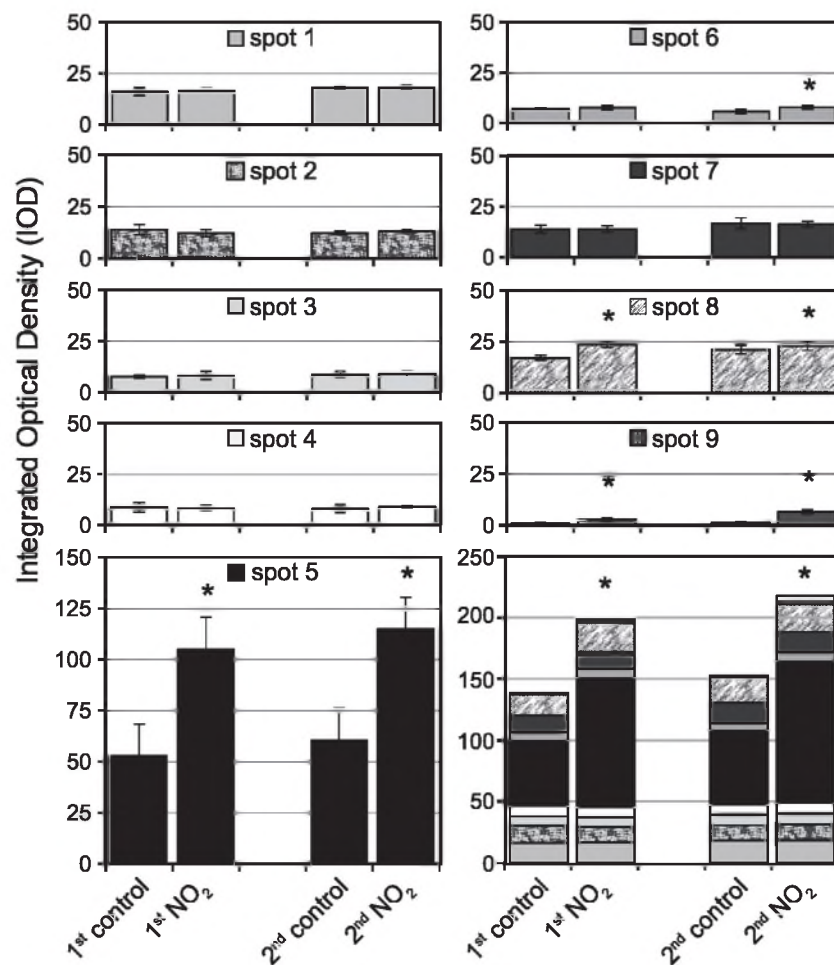 Integrated Optical Density (IOD)
50
25
0
spot 1
50
25
0
spot 2
50
25
0
spot 3
50
25
0
spot 4
150
125
100
75
50
25
0
spot 5
*
*
1st control
1st NO2
2nd control
2nd NO2
50
25
0
spot 6
*
50
25
0
spot 7
50
25
0
spot 8
*
*
50
25
0
spot 9
*
*
250
200
150
100
50
0
*
*
1st control
1st NO2
2nd control
2nd NO2